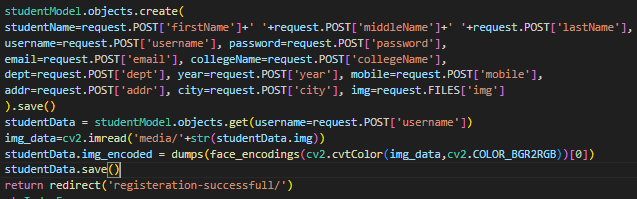 studentModel.objects.create(
studentName=request.POST['firstName']+' '+request.POST['middleName']+' '+request.POST['lastName'],
username=request.POST['username'], password=request.POST['password'],
email=request.POST['email'], collegeName=request.POST['collegeName'],
dept=request.POST['dept'], year=request.POST['year'], mobile=request.POST['mobile'],
addr=request.POST['addr'], city=request.POST['city'], img=request.FILES['img']
).save()
studentData = studentModel.objects.get(username=request.POST['username'])
img_data=cv2.imread('media/'+str(studentData.img))
studentData.img_encoded = dumps(face_encodings(cv2.cvtColor(img_data,cv2.COLOR_BGR2RGB))[0])
studentData.save()
return redirect('registeration-successfull/')